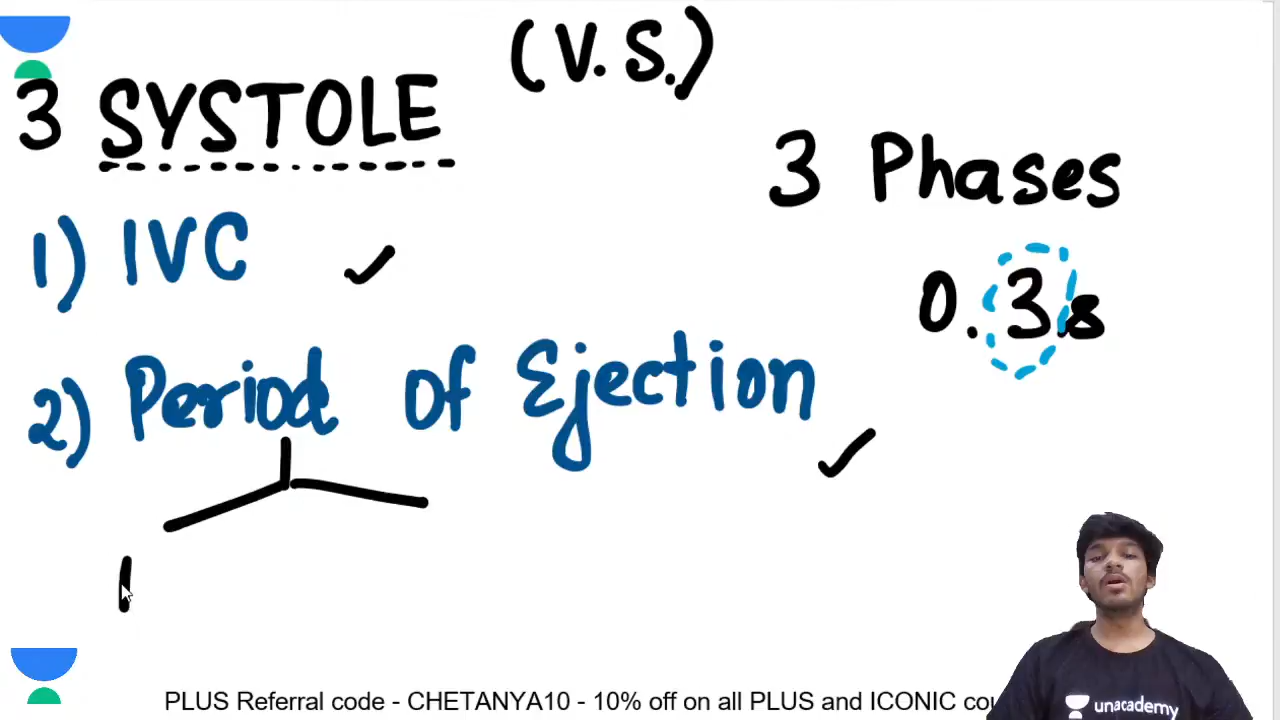 (V.S.)
3 SYSTOLE
3 Phases
1) IVC
0.3s
2) Period of Ejection
PLUS Referral code - CHETANYA10 - 10% off on all PLUS and ICONIC cou
unacademy